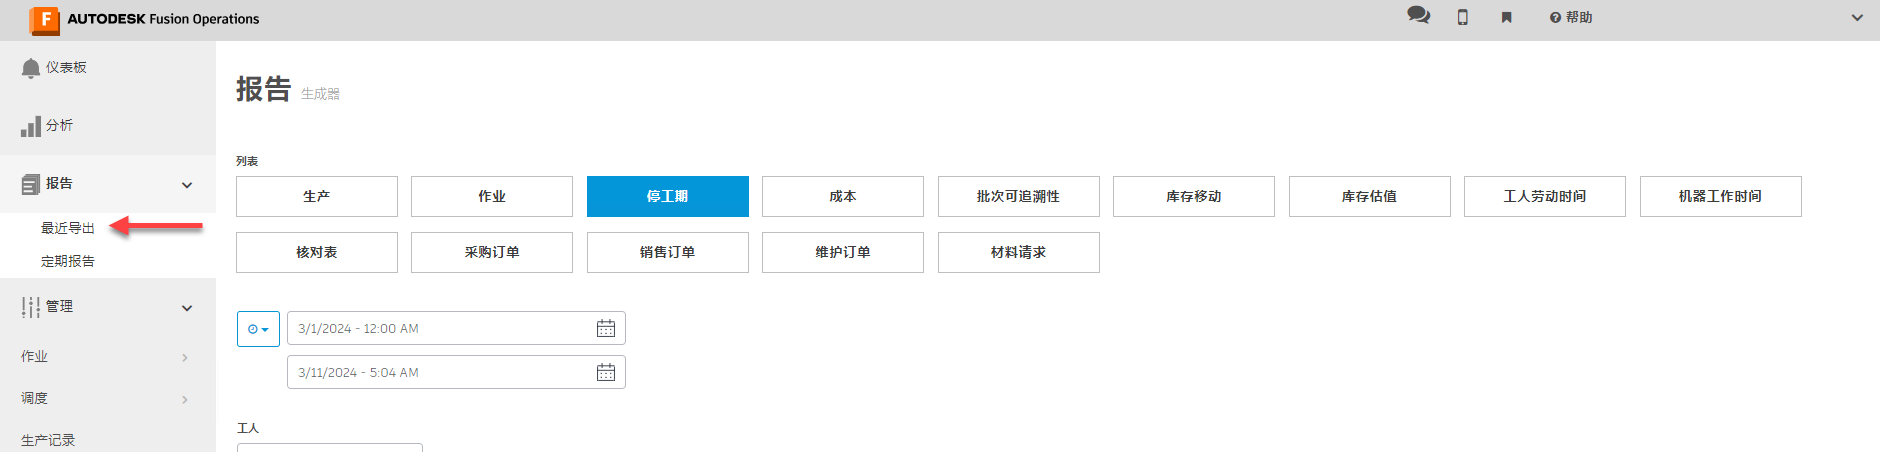 AUTODESK Fusion Operations
帮助
仪表板
分析
报告
最近导出
定期报告
管理
作业
调度
生产记录
报告 生成器
列表
生产 作业 停工期 成本 批次可追溯性 库存移动 库存估值 工人劳动时间 机器工作时间
核对表 采购订单 销售订单 维护订单 材料请求
3/1/2024 - 12:00 AM
3/11/2024 - 5:04 AM
工人